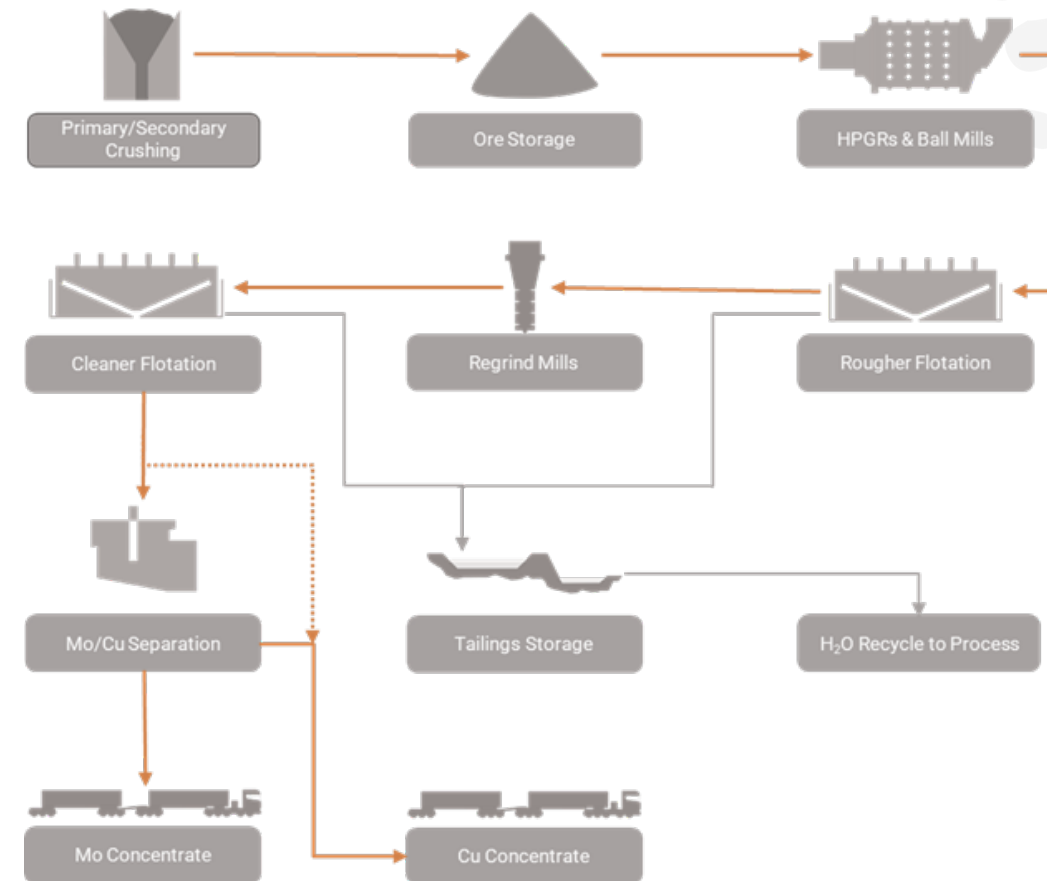 Primary/Secondary
Crushing
Ore Storage
HPGRs & Ball Mills
Cleaner Flotation
Regrind Mills
Rougher Flotation
Mo/Cu Separation
Tailings Storage
H₂O Recycle to Process
Mo Concentrate
Cu Concentrate